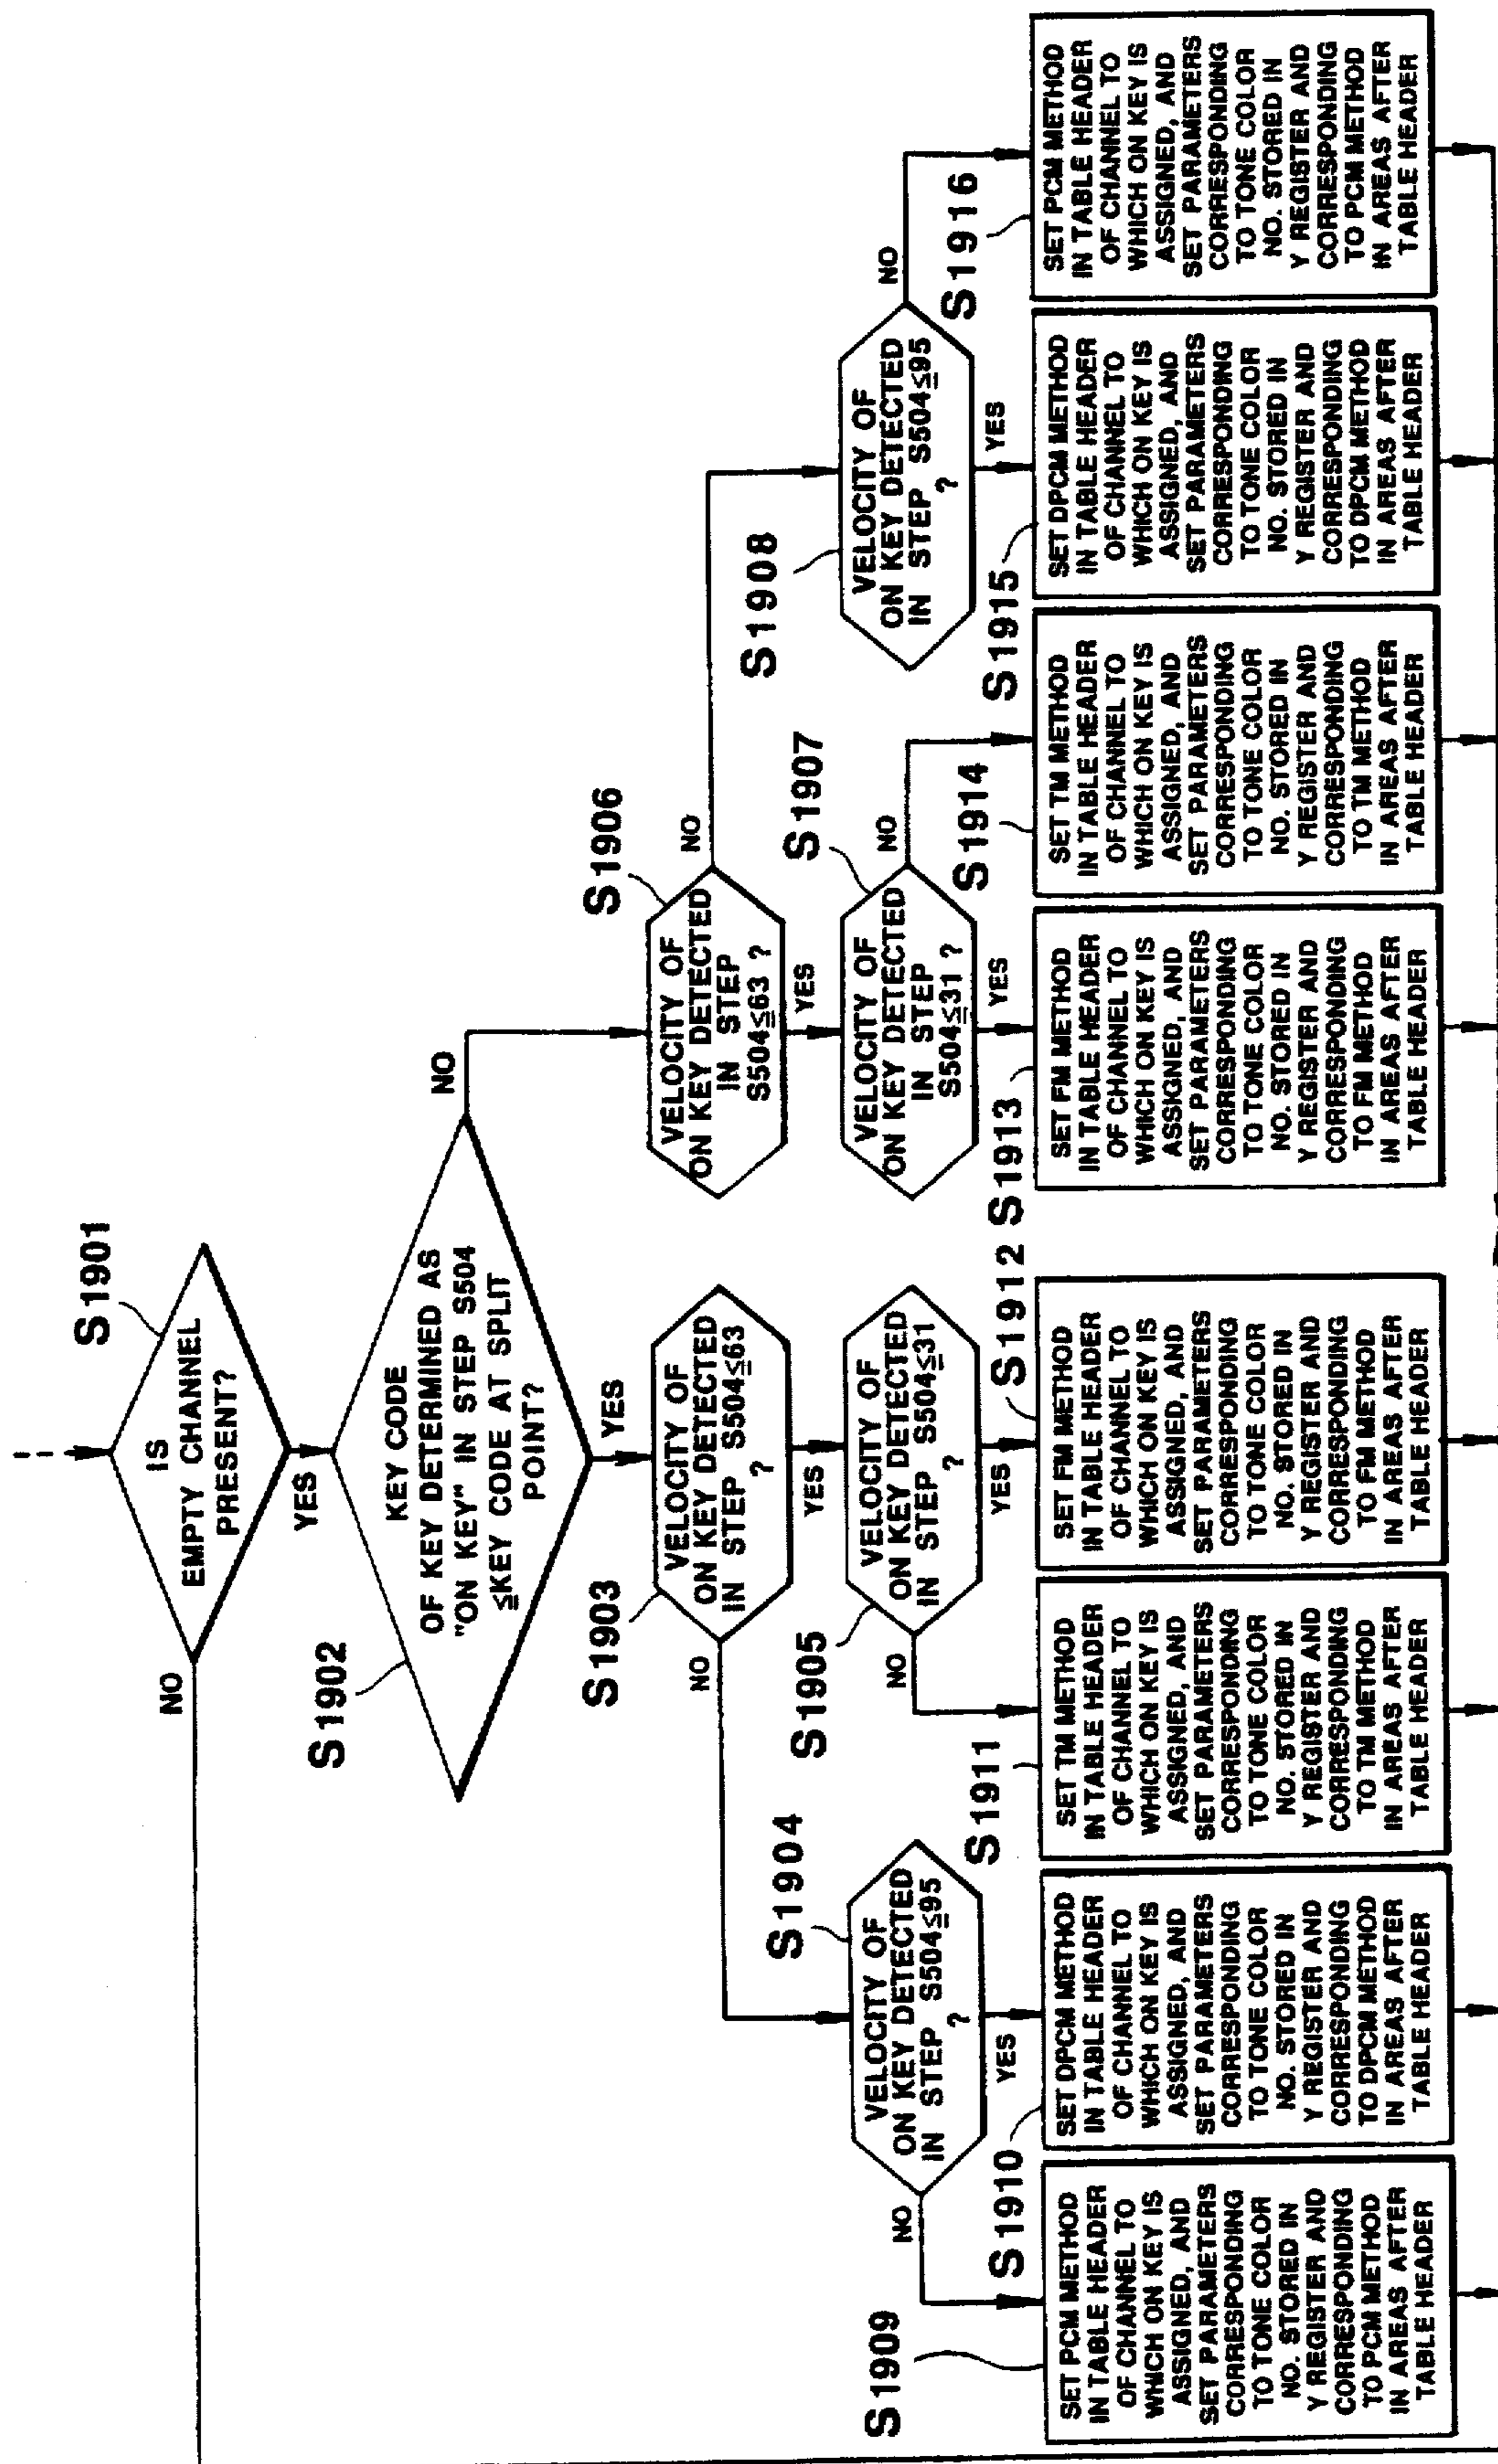 S1901
IS
EMPTY CHANNEL
PRESENT?
NO
YES
S1902
KEY CODE
OF KEY DETERMINED AS
"ON KEY" IN STEP S504
≦KEY CODE AT SPLIT
POINT?
NO
YES
S1903
VELOCITY OF
ON KEY DETECTED
IN STEP S504≦63
?
NO
YES
S1906
VELOCITY OF
ON KEY DETECTED
IN STEP
S504≦63 ?
NO
YES
S1904
VELOCITY OF
ON KEY DETECTED
IN STEP S504≦95
?
NO
YES
S1905
VELOCITY OF
ON KEY DETECTED
IN STEP S504≦31
?
NO
YES
S1907
VELOCITY OF
ON KEY DETECTED
IN STEP
S504≦31 ?
NO
YES
S1908
VELOCITY OF
ON KEY DETECTED
IN STEP S504≦95
?
NO
YES
S1909
SET PCM METHOD
IN TABLE HEADER
OF CHANNEL TO
WHICH ON KEY IS
ASSIGNED, AND
SET PARAMETERS
CORRESPONDING
TO TONE COLOR
NO. STORED IN
Y REGISTER AND
CORRESPONDING
TO PCM METHOD
IN AREAS AFTER
TABLE HEADER
S1910
SET DPCM METHOD
IN TABLE HEADER
OF CHANNEL TO
WHICH ON KEY IS
ASSIGNED, AND
SET PARAMETERS
CORRESPONDING
TO TONE COLOR
NO. STORED IN
Y REGISTER AND
CORRESPONDING
TO DPCM METHOD
IN AREAS AFTER
TABLE HEADER
S1911
SET TM METHOD
IN TABLE HEADER
OF CHANNEL TO
WHICH ON KEY IS
ASSIGNED, AND
SET PARAMETERS
CORRESPONDING
TO TONE COLOR
NO. STORED IN
Y REGISTER AND
CORRESPONDING
TO TM METHOD
IN AREAS AFTER
TABLE HEADER
S1912
SET FM METHOD
IN TABLE HEADER
OF CHANNEL TO
WHICH ON KEY IS
ASSIGNED, AND
SET PARAMETERS
CORRESPONDING
TO TONE COLOR
NO. STORED IN
Y REGISTER AND
CORRESPONDING
TO FM METHOD
IN AREAS AFTER
TABLE HEADER
S1913
SET FM METHOD
IN TABLE HEADER
OF CHANNEL TO
WHICH ON KEY IS
ASSIGNED, AND
SET PARAMETERS
CORRESPONDING
TO TONE COLOR
NO. STORED IN
Y REGISTER AND
CORRESPONDING
TO FM METHOD
IN AREAS AFTER
TABLE HEADER
S1914
SET TM METHOD
IN TABLE HEADER
OF CHANNEL TO
WHICH ON KEY IS
ASSIGNED, AND
SET PARAMETERS
CORRESPONDING
TO TONE COLOR
NO. STORED IN
Y REGISTER AND
CORRESPONDING
TO TM METHOD
IN AREAS AFTER
TABLE HEADER
S1915
SET DPCM METHOD
IN TABLE HEADER
OF CHANNEL TO
WHICH ON KEY IS
ASSIGNED, AND
SET PARAMETERS
CORRESPONDING
TO TONE COLOR
NO. STORED IN
Y REGISTER AND
CORRESPONDING
TO DPCM METHOD
IN AREAS AFTER
TABLE HEADER
S1916
SET PCM METHOD
IN TABLE HEADER
OF CHANNEL TO
WHICH ON KEY IS
ASSIGNED, AND
SET PARAMETERS
CORRESPONDING
TO TONE COLOR
NO. STORED IN
Y REGISTER AND
CORRESPONDING
TO PCM METHOD
IN AREAS AFTER
TABLE HEADER